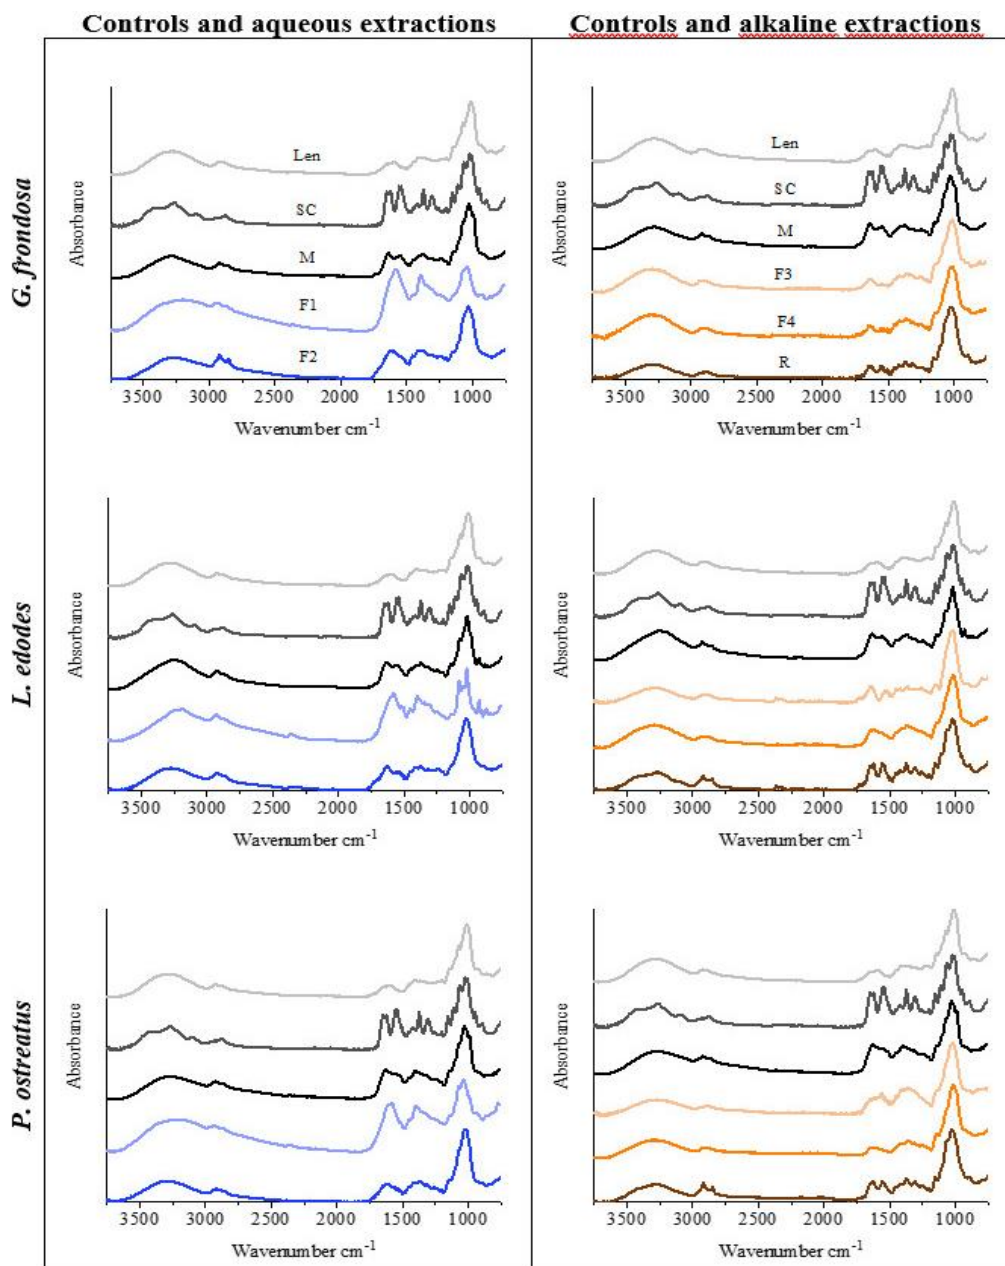 Controls and aqueous extractions
Controls and alkaline extractions
G. frondosa
Absorbance
Len
SC
M
F1
F2
3500 3000 2500 2000 1500 1000
Wavenumber cm-1
Absorbance
Len
SC
M
F3
F4
R
3500 3000 2500 2000 1500 1000
Wavenumber cm-1
L. edodes
Absorbance
3500 3000 2500 2000 1500 1000
Wavenumber cm-1
Absorbance
3500 3000 2500 2000 1500 1000
Wavenumber cm-1
P. ostreatus
Absorbance
3500 3000 2500 2000 1500 1000
Wavenumber cm-1
Absorbance
3500 3000 2500 2000 1500 1000
Wavenumber cm-1